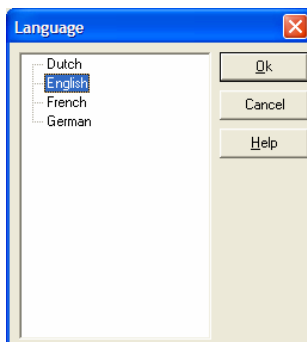 Language
Dutch
English
French
German
Ok
Cancel
Help